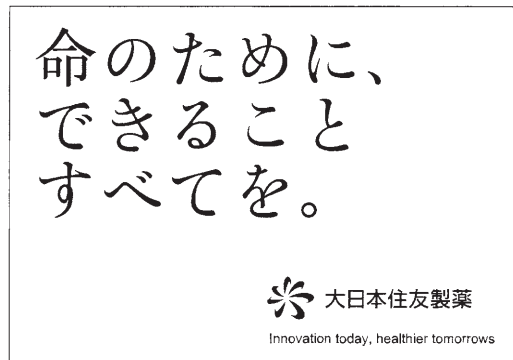 命のために、
できること
すべてを。
大日本住友製薬
Innovation today, healthier tomorrows